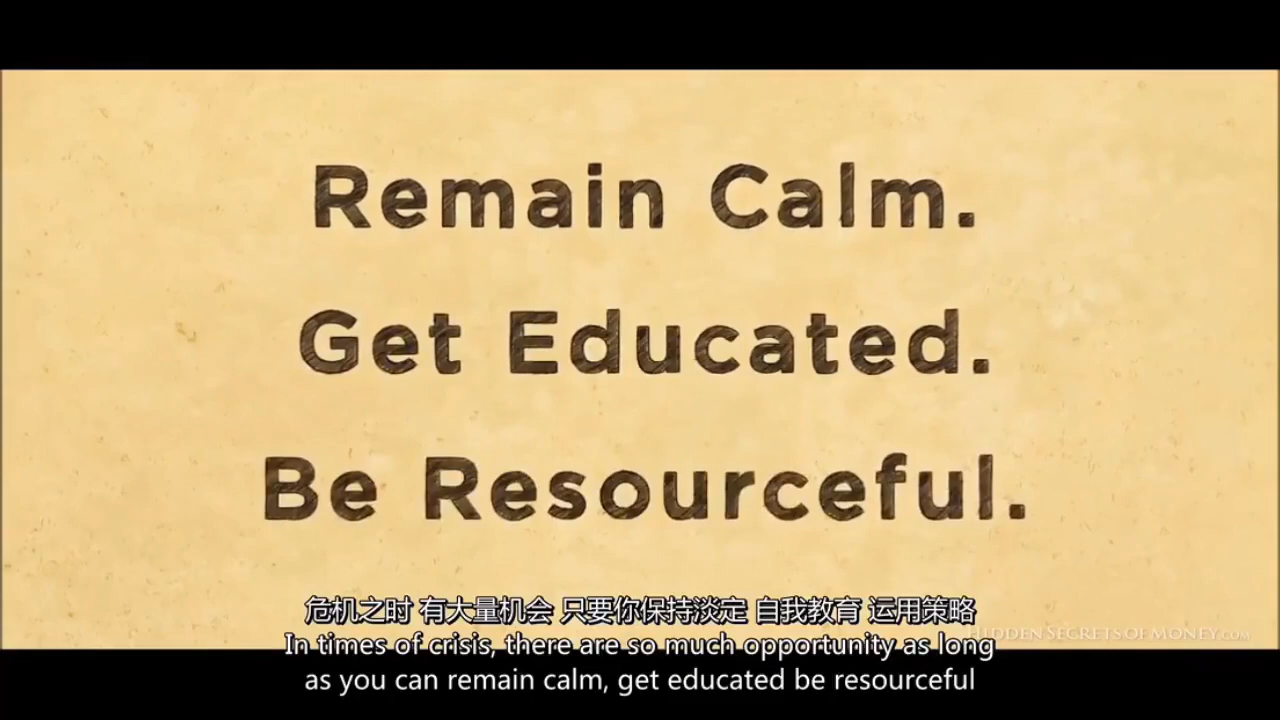 Remain Calm.
Get Educated.
Be Resourceful.
危机之时 有大量机会 只要你保持淡定 自我教育 运用策略
HIDDEN SECRETS OF MONEY.COM
In times of crisis, there are so much opportunity as long
as you can remain calm, get educated be resourceful